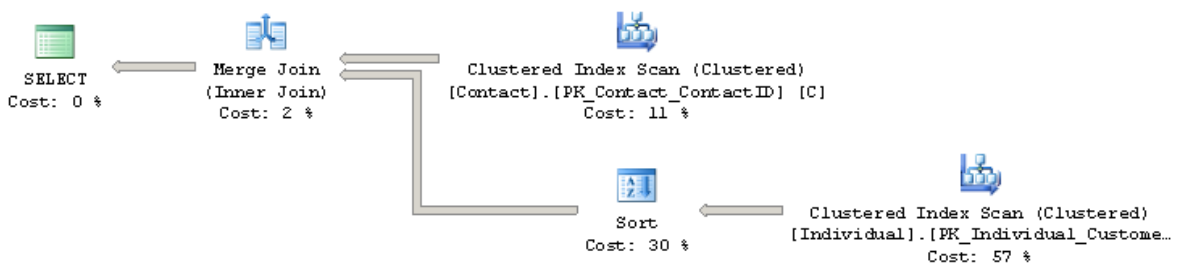 SELECT
Cost: 0 %
Merge Join
(Inner Join)
Cost: 2 %
Clustered Index Scan (Clustered)
[Contact].[PK_Contact_ContactID] [C]
Cost: 11 %
Sort
Cost: 30 %
Clustered Index Scan (Clustered)
[Individual].[PK_Individual_Custome…
Cost: 57 %